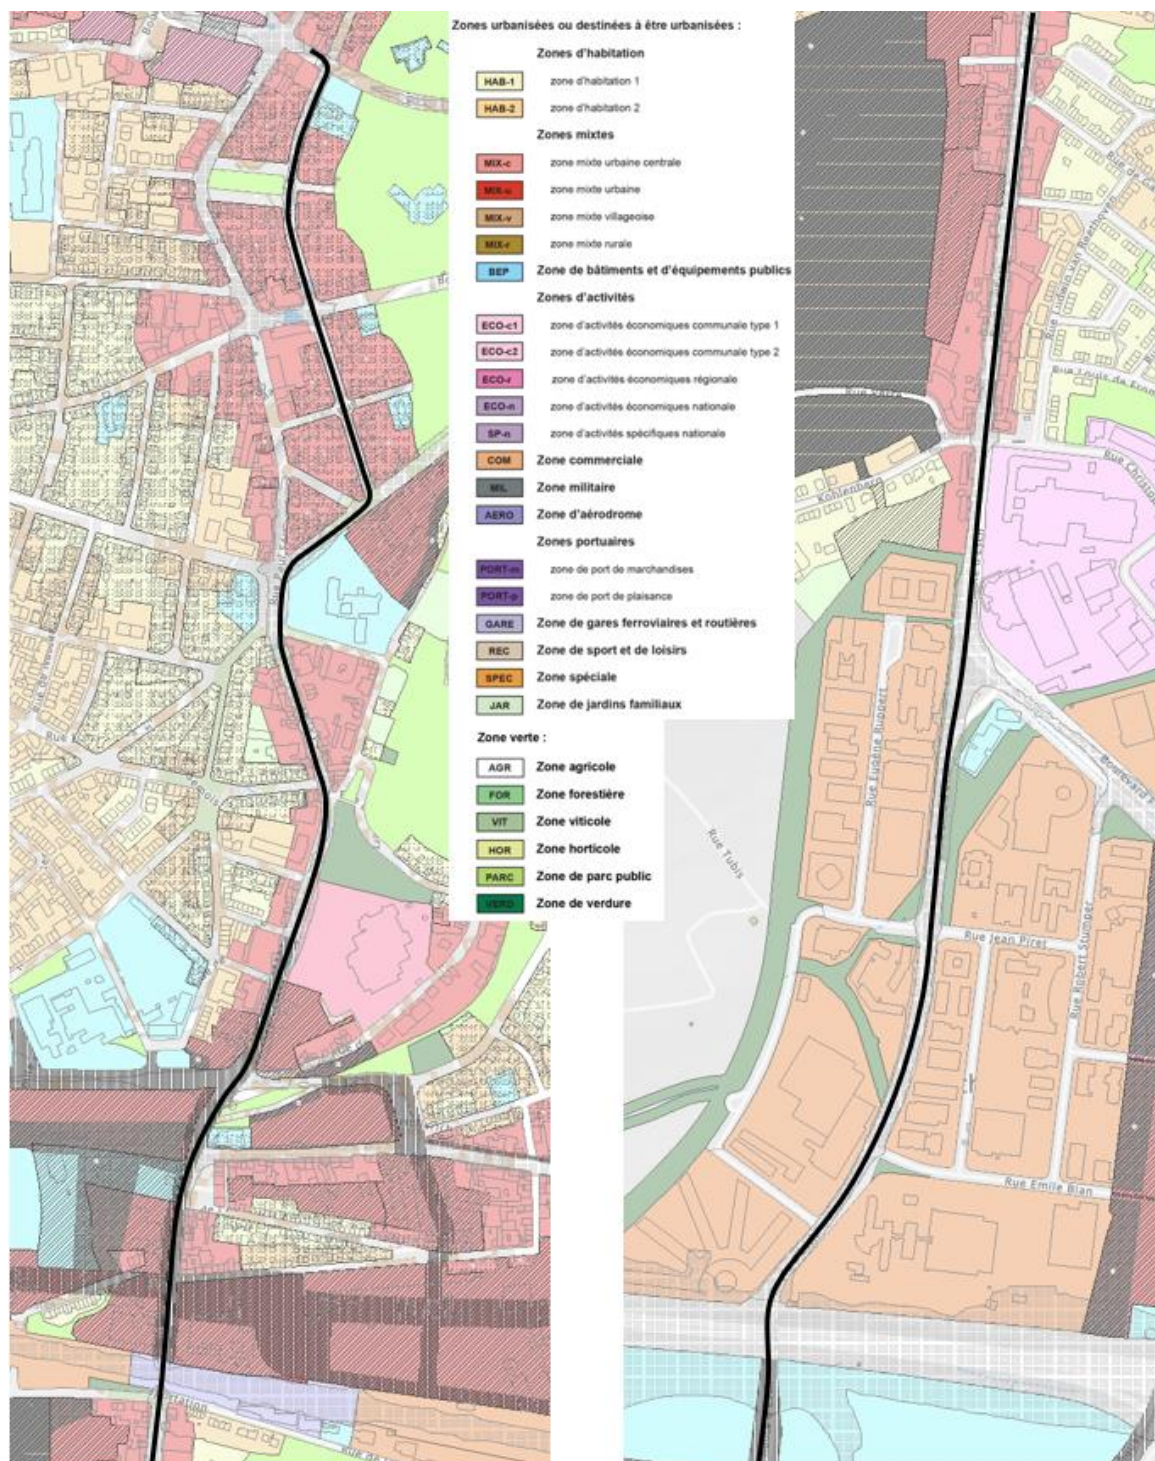 Zones urbanisées ou destinées à être urbanisées :
Zones d'habitation
HAB-1 zone d'habitation 1
HAB-2 zone d'habitation 2
Zones mixtes
MIX-c zone mixte urbaine centrale
MIX-u zone mixte urbaine
MIX-v zone mixte villageoise
MIX-r zone mixte rurale
BEP Zone de bâtiments et d'équipements publics
Zones d'activités
ECO-c1 zone d'activités économiques communale type 1
ECO-c2 zone d'activités économiques communale type 2
ECO-r zone d'activités économiques régionale
ECO-n zone d'activités économiques nationale
SP-n zone d'activités spécifiques nationale
COM Zone commerciale
MIL Zone militaire
AERO Zone d'aérodrome
Zones portuaires
PORT-m zone de port de marchandises
PORT-p zone de port de plaisance
GARE Zone de gares ferroviaires et routières
REC Zone de sport et de loisirs
SPEC Zone spéciale
JAR Zone de jardins familiaux
Zone verte :
AGR Zone agricole
FOR Zone forestière
VIT Zone viticole
HOR Zone horticole
PARC Zone de parc public
VERD Zone de verdure
Rue Ludwig van Beethoven
Kohlenberg
Rue Eugène Ruppert
Boulevard
Rue Tubis
Rue Jean Piret
Rue Robert Stumper
Rue Emile Bian